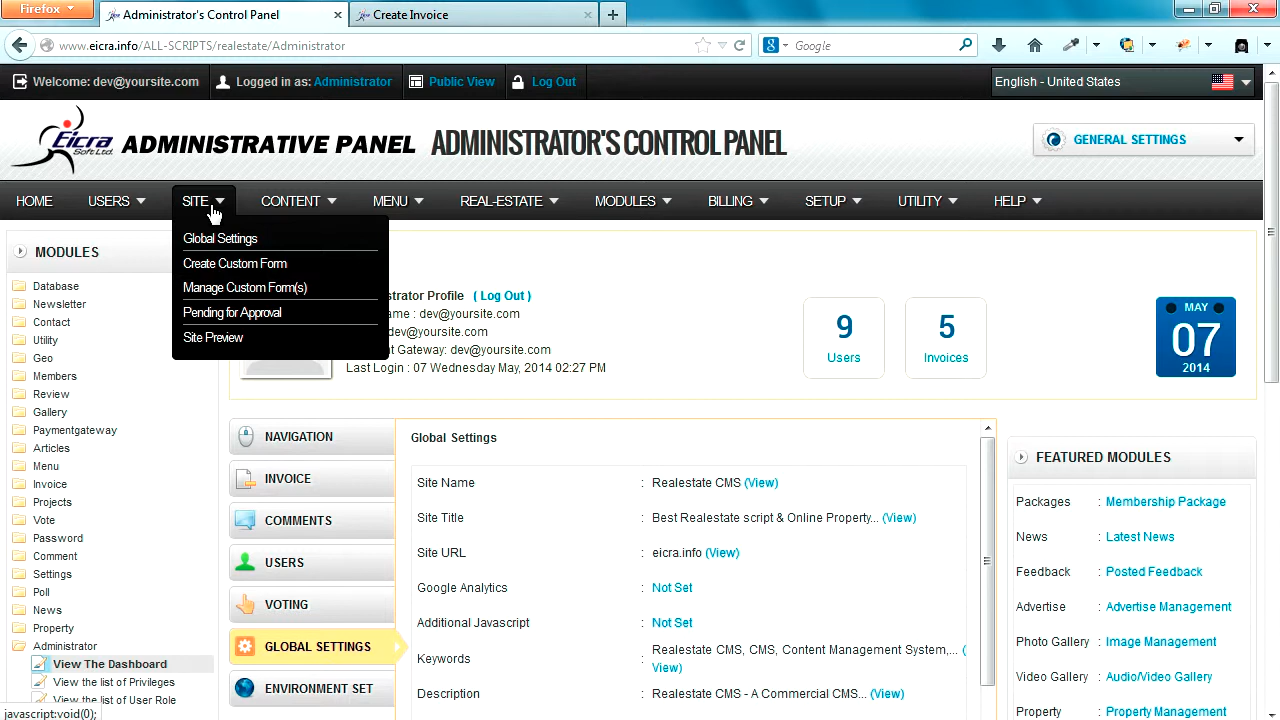 Firefox
Administrator's Control Panel × Create Invoice × +
www.eicra.info/ALL-SCRIPTS/realestate/Administrator
Google
Welcome: dev@yoursite.com Logged in as: Administrator Public View Log Out English - United States
Eicra Soft Ltd. ADMINISTRATIVE PANEL ADMINISTRATOR'S CONTROL PANEL GENERAL SETTINGS
HOME USERS SITE CONTENT MENU REAL-ESTATE MODULES BILLING SETUP UTILITY HELP
Global Settings
Create Custom Form
Manage Custom Form(s)
Pending for Approval
Site Preview
MODULES
Database
Newsletter
Contact
Utility
Geo
Members
Review
Gallery
Paymentgateway
Articles
Menu
Invoice
Projects
Vote
Password
Comment
Settings
Poll
News
Property
Administrator
View The Dashboard
View the list of Privileges
View the list of User Role
javascript:void(0);
strator Profile ( Log Out )
ame : dev@yoursite.com
dev@yoursite.com
t Gateway: dev@yoursite.com
Last Login : 07 Wednesday May, 2014 02:27 PM
9
Users
5
Invoices
MAY
07
2014
NAVIGATION
INVOICE
COMMENTS
USERS
VOTING
GLOBAL SETTINGS
ENVIRONMENT SET
Global Settings
Site Name : Realestate CMS (View)
Site Title : Best Realestate script & Online Property... (View)
Site URL : eicra.info (View)
Google Analytics : Not Set
Additional Javascript : Not Set
Keywords : Realestate CMS, CMS, Content Management System,... (
View)
Description : Realestate CMS - A Commercial CMS... (View)
FEATURED MODULES
Packages : Membership Package
News : Latest News
Feedback : Posted Feedback
Advertise : Advertise Management
Photo Gallery : Image Management
Video Gallery : Audio/Video Gallery
Property : Property Management